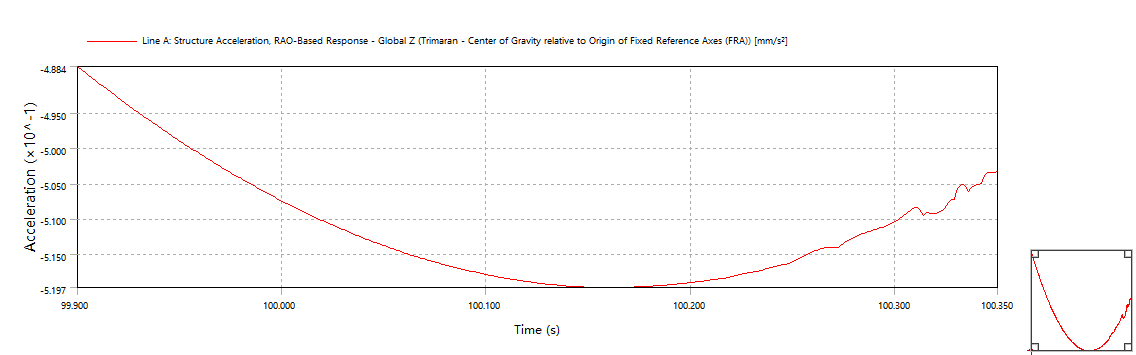 Line A: Structure Acceleration, RAO-Based Response - Global Z (Trimaran - Center of Gravity relative to Origin of Fixed Reference Axes (FRA)) [mm/s²]
Acceleration (×10^-1)
-4.884
-4.950
-5.000
-5.050
-5.100
-5.150
-5.197
99.900 100.000 100.100 100.200 100.300 100.350
Time (s)